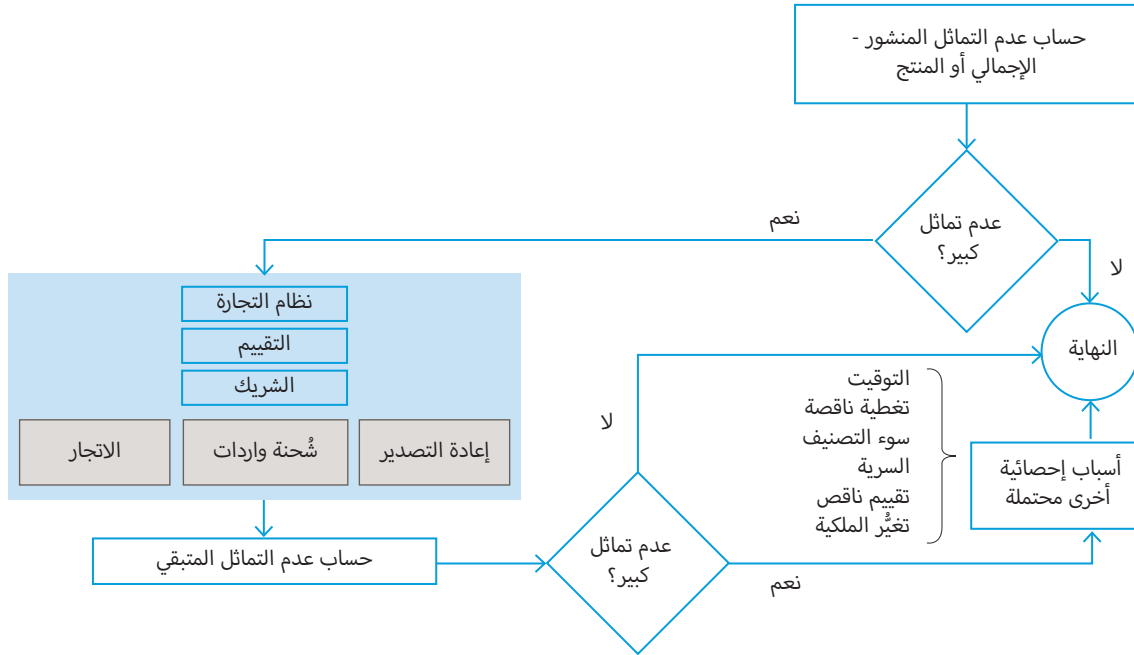 حساب عدم التماثل المنشور -
الإجمالي أو المنتج
عدم تماثل
كبير؟
نعم
لا
النهاية
نظام التجارة
التقييم
الشريك
إعادة التصدير
شُحنة واردات
الاتجار
حساب عدم التماثل المتبقي
عدم تماثل
كبير؟
لا
نعم
أسباب إحصائية
أخرى محتملة
التوقيت
تغطية ناقصة
سوء التصنيف
السرية
تقييم ناقص
تغيُّر الملكية